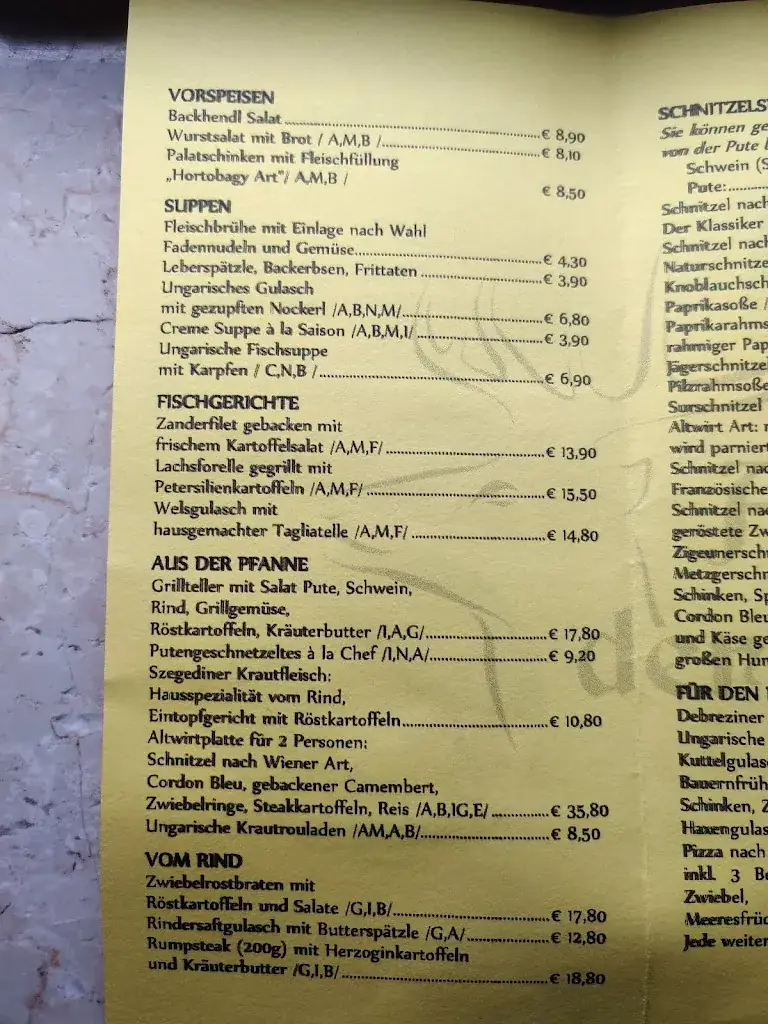 VORSPEISEN
Backhendl Salat........€ 8,90
Wurstsalat mit Brot / A,M,B /........€ 8,10
Palatschinken mit Fleischfüllung
„Hortobagy Art"/ A,M,B /
€ 8,50
SUPPEN
Fleischbrühe mit Einlage nach Wahl
Fadennudeln und Gemüse........€ 4,30
Leberspätzle, Backerbsen, Frittaten........€ 3,90
Ungarisches Gulasch
mit gezupften Nockerl /A,B,N,M/........€ 6,80
Creme Suppe à la Saison /A,B,M,I/........€ 3,90
Ungarische Fischsuppe
mit Karpfen / C,N,B /........€ 6,90
FISCHGERICHTE
Zanderfilet gebacken mit
frischem Kartoffelsalat /A,M,F/........€ 13,90
Lachsforelle gegrillt mit
Petersilienkartoffeln /A,M,F/........€ 15,50
Welsgulasch mit
hausgemachter Tagliatelle /A,M,F/........€ 14,80
AUS DER PFANNE
Grillteller mit Salat Pute, Schwein,
Rind, Grillgemüse,
Röstkartoffeln, Kräuterbutter /I,A,G/........€ 17,80
Putengeschnetzeltes à la Chef /I,N,A/........€ 9,20
Szegediner Krautfleisch:
Hausspezialität vom Rind,
Eintopfgericht mit Röstkartoffeln........€ 10,80
Altwirtplatte für 2 Personen:
Schnitzel nach Wiener Art,
Cordon Bleu, gebackener Camembert,
Zwiebelringe, Steakkartoffeln, Reis /A,B,IG,E/........€ 35,80
Ungarische Krautrouladen /AM,A,B/........€ 8,50
VOM RIND
Zwiebelrostbraten mit
Röstkartoffeln und Salate /G,I,B/........€ 17,80
Rindersaftgulasch mit Butterspätzle /G,A/........€ 12,80
Rumpsteak (200g) mit Herzoginkartoffeln
und Kräuterbutter /G,I,B/........€ 18,80
SCHNITZELS
Sie können ge
von der Pute
Schwein (S
Pute:........
Schnitzel nach
Der Klassiker
Schnitzel nach
Naturschnitze
Knoblauchsch
Paprikasoße /
Paprikarahms
rahmiger Pap
Jägerschnitzel
Pilzrahmsoße
Surschnitzel
Altwirt Art: 
wird parniert
Schnitzel nac
Französische
Schnitzel nac
geröstete Zw
Zigeunerschn
Metzgerschn
Schinken, Sp
Cordon Bleu
und Käse ge
großen Hun
FÜR DEN
Debreziner
Ungarische
Kuttelgulas
Bauernfrüh
Schinken, Z
Haxengulas
Pizza nach
inkl. 3 Be
Zwiebel,
Meeresfrüc
Jede weiter